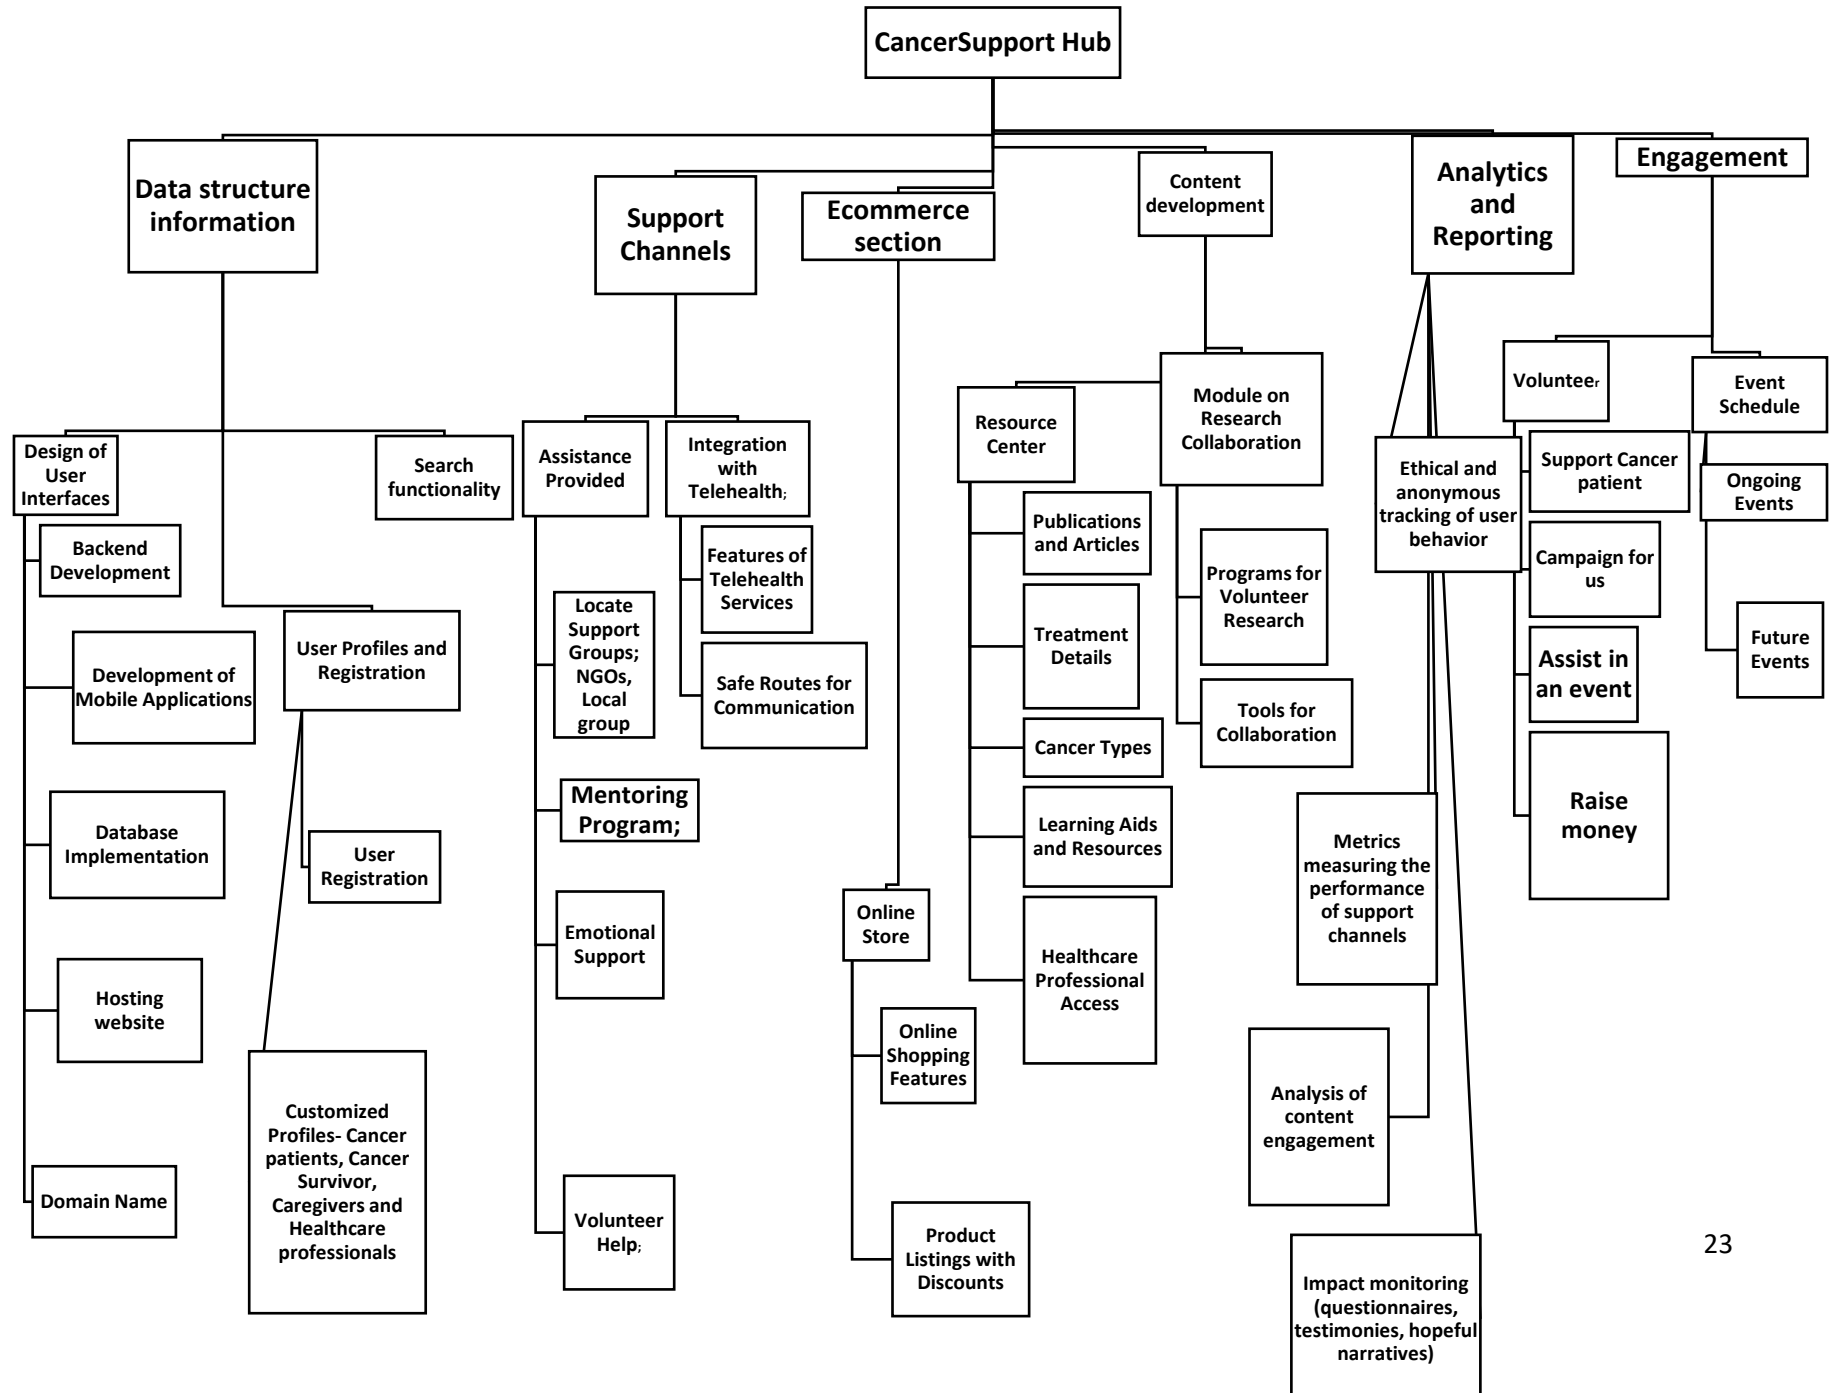 CancerSupport Hub
Data structure
information
Support
Channels
Ecommerce
section
Content
development
Analytics
and
Reporting
Engagement
Design of
User
Interfaces
Backend
Development
Development of
Mobile Applications
Database
Implementation
Hosting
website
Domain Name
Search
functionality
User Profiles and
Registration
User
Registration
Customized
Profiles- Cancer
patients, Cancer
Survivor,
Caregivers and
Healthcare
professionals
Assistance
Provided
Locate
Support
Groups;
NGOs,
Local
group
Mentoring
Program;
Emotional
Support
Volunteer
Help;
Integration
with
Telehealth;
Features of
Telehealth
Services
Safe Routes for
Communication
Online
Store
Online
Shopping
Features
Product
Listings with
Discounts
Resource
Center
Publications
and Articles
Treatment
Details
Cancer Types
Learning Aids
and Resources
Healthcare
Professional
Access
Module on
Research
Collaboration
Programs for
Volunteer
Research
Tools for
Collaboration
Ethical and
anonymous
tracking of user
behavior
Metrics
measuring the
performance
of support
channels
Analysis of
content
engagement
Impact monitoring
(questionnaires,
testimonies, hopeful
narratives)
Volunteer
Support Cancer
patient
Campaign for
us
Assist in
an event
Raise
money
Event
Schedule
Ongoing
Events
Future
Events
23